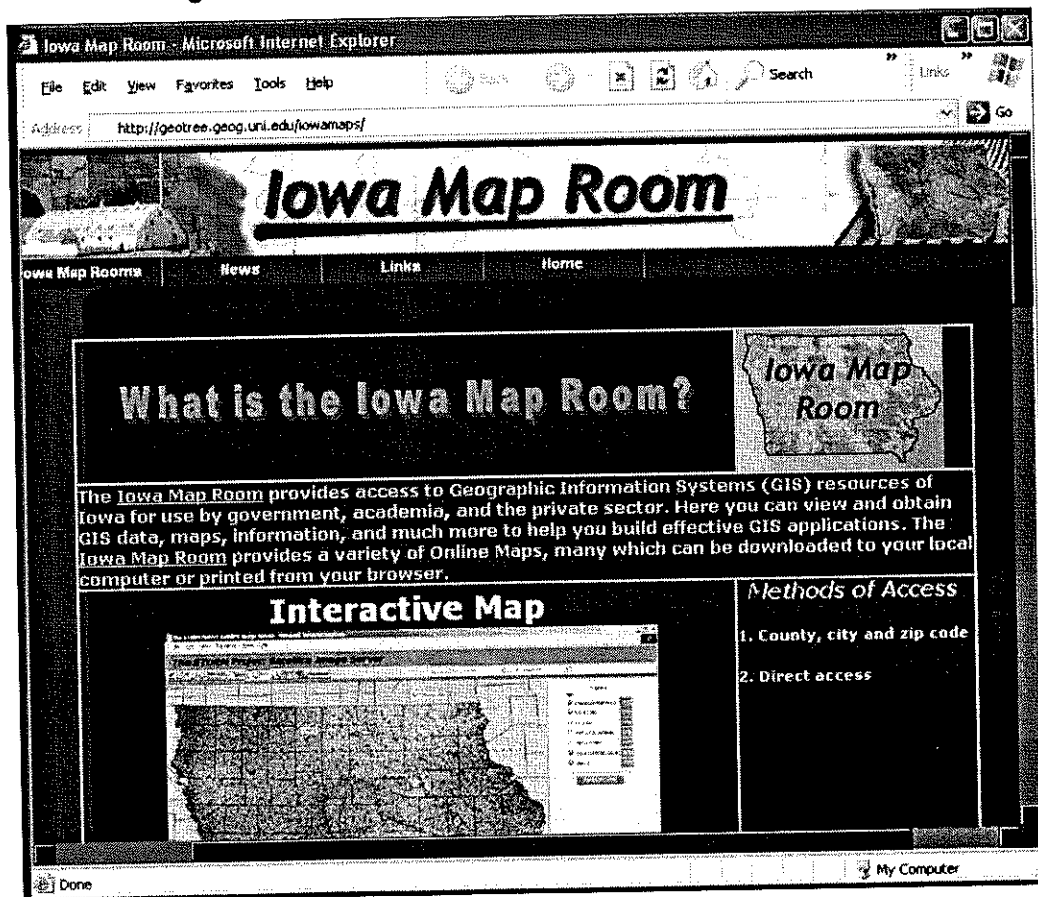 Iowa Map Room - Microsoft Internet Explorer
File Edit View Favorites Tools Help Back Search Links
Address http://geotree.geog.uni.edu/iowamaps/ Go
Iowa Map Room
owa Map Rooms News Links Home
What is the Iowa Map Room?
Iowa Map
Room
The Iowa Map Room provides access to Geographic Information Systems (GIS) resources of
Iowa for use by government, academia, and the private sector. Here you can view and obtain
GIS data, maps, information, and much more to help you build effective GIS applications. The
Iowa Map Room provides a variety of Online Maps, many which can be downloaded to your local
computer or printed from your browser.
Interactive Map
Methods of Access
1. County, city and zip code
2. Direct access
Done My Computer